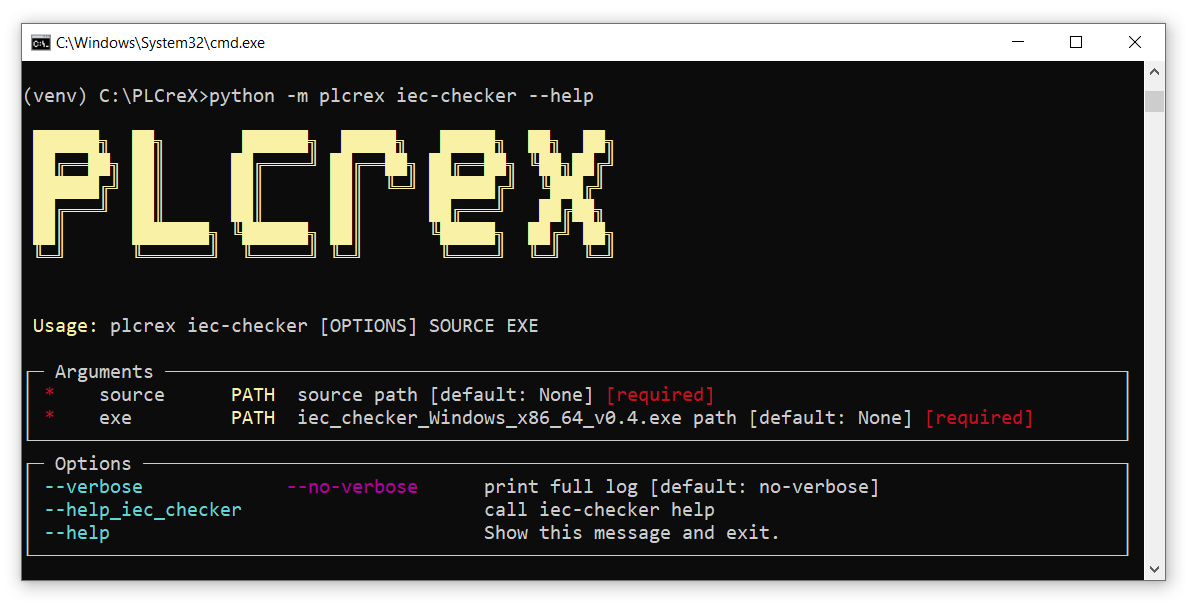 C:\Windows\System32\cmd.exe
(venv) C:\PLCreX>python -m plcrex iec-checker --help
PLCreX
Usage: plcrex iec-checker [OPTIONS] SOURCE EXE
Arguments
* source PATH source path [default: None] [required]
* exe PATH iec_checker_Windows_x86_64_v0.4.exe path [default: None] [required]
Options
--verbose --no-verbose print full log [default: no-verbose]
--help_iec_checker call iec-checker help
--help Show this message and exit.